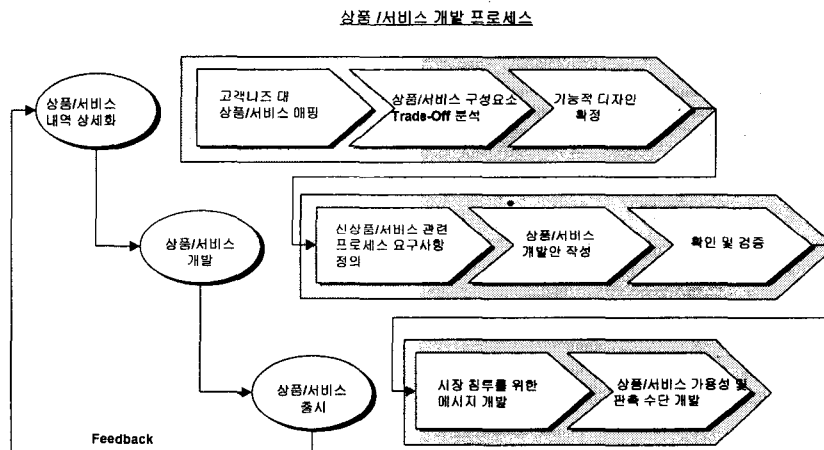 상품 /서비스 개발 프로세스
상품/서비스
내역 상세화
고객니즈 대
상품/서비스 매핑
상품/서비스 구성요소
Trade-Off 분석
기능적 디자인
확정
상품/서비스
개발
신상품/서비스 관련
프로세스 요구사항
정의
상품/서비스
개발안 작성
확인 및 검증
상품/서비스
출시
시장 침투를 위한
메시지 개발
상품/서비스 가용성 및
판촉 수단 개발
Feedback